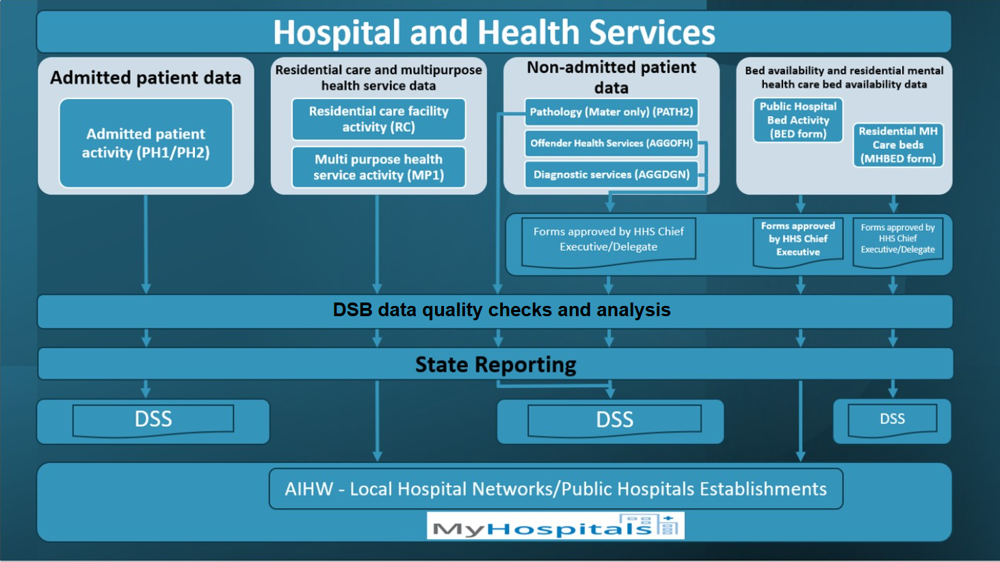 Hospital and Health Services
Admitted patient data
Admitted patient
activity (PH1/PH2)
Residential care and multipurpose
health service data
Residential care facility
activity (RC)
Multi purpose health
service activity (MP1)
Non-admitted patient
data
Pathology (Mater only) (PATH2)
Offender Health Services (AGGOFH)
Diagnostic services (AGGDGN)
Bed availability and residential mental
health care bed availability data
Public Hospital
Bed Activity
(BED form)
Residential MH
Care beds
(MHBED form)
Forms approved by HHS Chief
Executive/Delegate
Forms approved
by HHS Chief
Executive
Forms approved by
HHS Chief
Executive/Delegate
DSB data quality checks and analysis
State Reporting
DSS
DSS
DSS
AIHW - Local Hospital Networks/Public Hospitals Establishments
MyHospitals